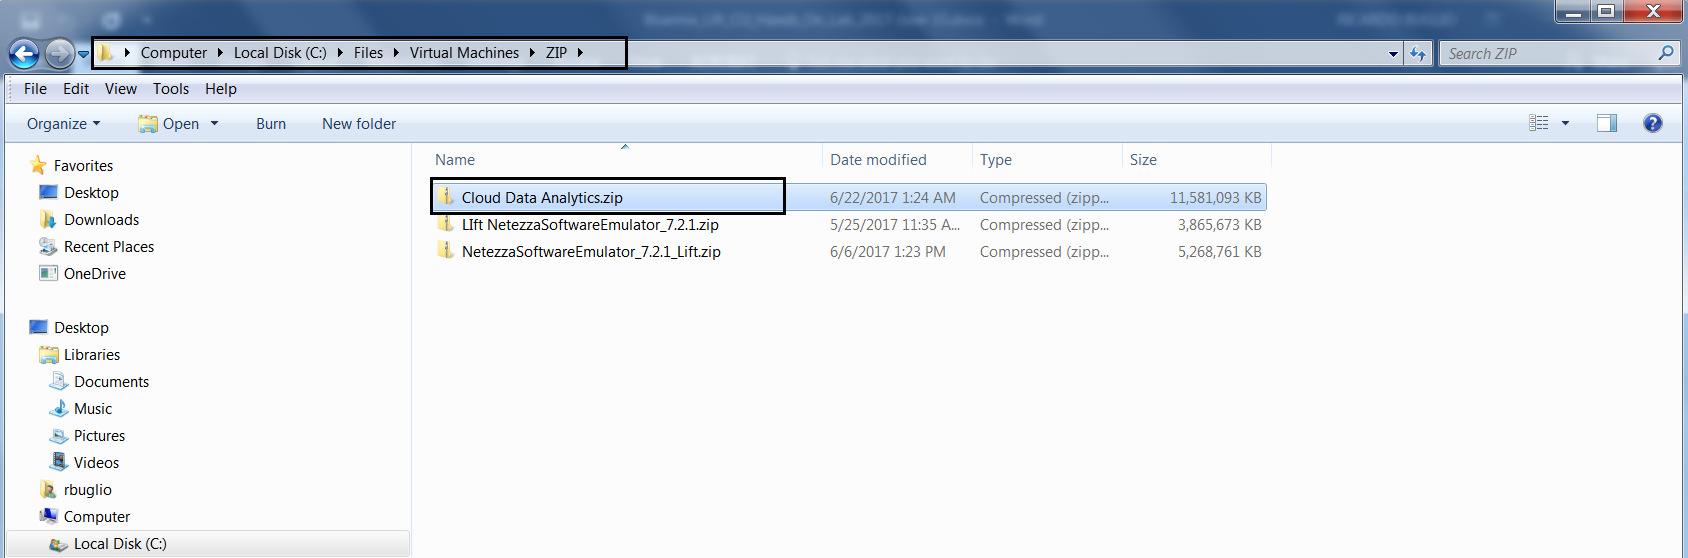 Computer Local Disk (C:) Files Virtual Machines ZIP Search ZIP
File Edit View Tools Help
Organize Open Burn New folder
Name Date modified Type Size
Favorites
Desktop
Downloads
Recent Places
OneDrive
Desktop
Libraries
Documents
Music
Pictures
Videos
rbuglio
Computer
Local Disk (C:)
Cloud Data Analytics.zip 6/22/2017 1:24 AM Compressed (zipp... 11,581,093 KB
LIft NetezzaSoftwareEmulator_7.2.1.zip 5/25/2017 11:35 A... Compressed (zipp... 3,865,673 KB
NetezzaSoftwareEmulator_7.2.1_Lift.zip 6/6/2017 1:23 PM Compressed (zipp... 5,268,761 KB